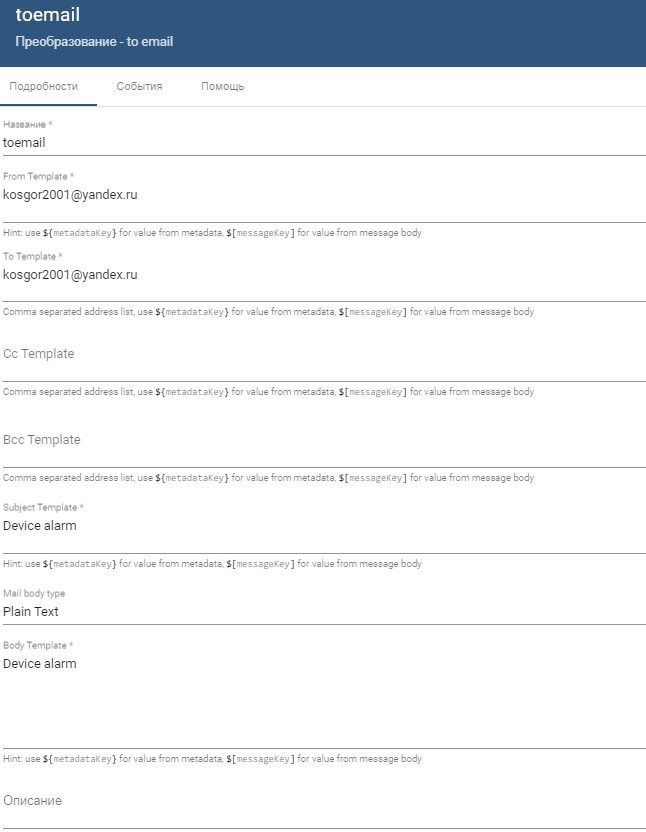 toemail
Преобразование - to email
Подробности События Помощь
Название *
toemail
From Template *
kosgor2001@yandex.ru
Hint: use ${metadataKey} for value from metadata, $[messageKey] for value from message body
To Template *
kosgor2001@yandex.ru
Comma separated address list, use ${metadataKey} for value from metadata, $[messageKey] for value from message body
Cc Template
Comma separated address list, use ${metadataKey} for value from metadata, $[messageKey] for value from message body
Bcc Template
Comma separated address list, use ${metadataKey} for value from metadata, $[messageKey] for value from message body
Subject Template *
Device alarm
Hint: use ${metadataKey} for value from metadata, $[messageKey] for value from message body
Mail body type
Plain Text
Body Template *
Device alarm
Hint: use ${metadataKey} for value from metadata, $[messageKey] for value from message body
Описание